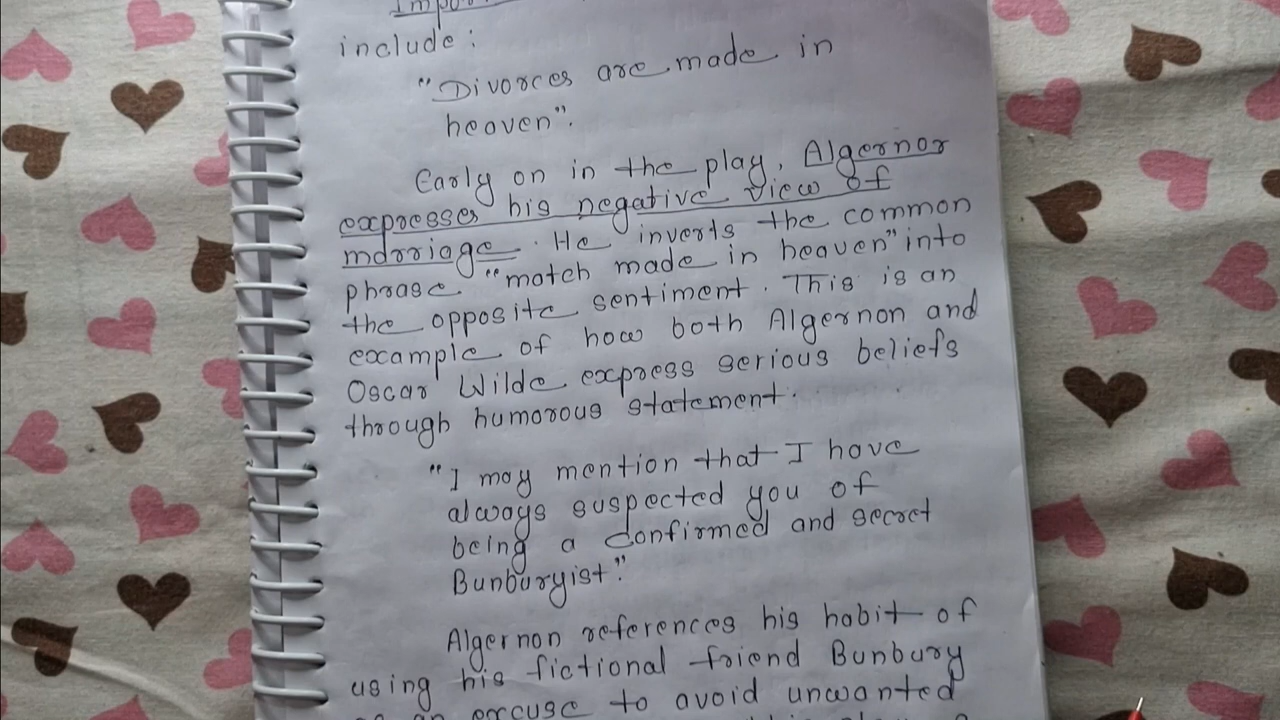 include:
"Divorces are made in
heaven".
Early on in the play, Algernor
expresses his negative view of
marriage. He inverts the common
phrase "match made in heaven" into
the opposite sentiment. This is an
example of how both Algernon and
Oscar Wilde express serious beliefs
through humorous statement.
"I may mention that I have
always suspected you of
being a confirmed and secret
Bunburyist."
Algernon references his habit of
using his fictional friend Bunbury
an excuse to avoid unwanted